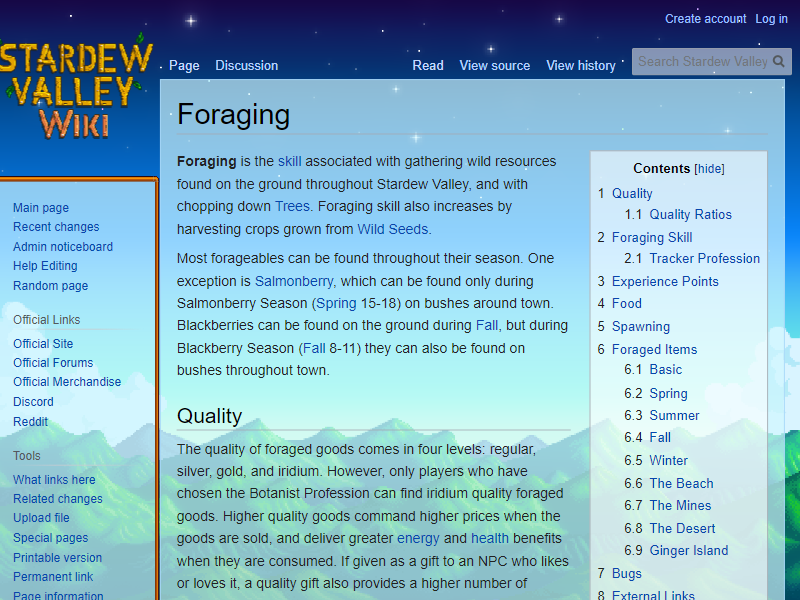 Create account Log in
STARDEW
VALLEY
WIKI
Page Discussion Read View source View history Search Stardew Valley
Foraging
Foraging is the skill associated with gathering wild resources
found on the ground throughout Stardew Valley, and with
chopping down Trees. Foraging skill also increases by
harvesting crops grown from Wild Seeds.
Most forageables can be found throughout their season. One
exception is Salmonberry, which can be found only during
Salmonberry Season (Spring 15-18) on bushes around town.
Blackberries can be found on the ground during Fall, but during
Blackberry Season (Fall 8-11) they can also be found on
bushes throughout town.
Quality
The quality of foraged goods comes in four levels: regular,
silver, gold, and iridium. However, only players who have
chosen the Botanist Profession can find iridium quality foraged
goods. Higher quality goods command higher prices when the
goods are sold, and deliver greater energy and health benefits
when they are consumed. If given as a gift to an NPC who likes
or loves it, a quality gift also provides a higher number of
Contents [hide]
1 Quality
1.1 Quality Ratios
2 Foraging Skill
2.1 Tracker Profession
3 Experience Points
4 Food
5 Spawning
6 Foraged Items
6.1 Basic
6.2 Spring
6.3 Summer
6.4 Fall
6.5 Winter
6.6 The Beach
6.7 The Mines
6.8 The Desert
6.9 Ginger Island
7 Bugs
8 External Links
Main page
Recent changes
Admin noticeboard
Help Editing
Random page
Official Links
Official Site
Official Forums
Official Merchandise
Discord
Reddit
Tools
What links here
Related changes
Upload file
Special pages
Printable version
Permanent link
Page information